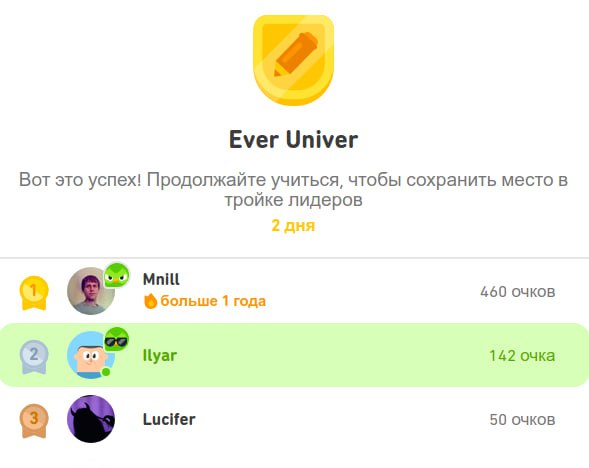 Ever Univer
Вот это успех! Продолжайте учиться, чтобы сохранить место в
тройке лидеров
2 дня
1 Mnill 460 очков
больше 1 года
2 Ilyar 142 очка
3 Lucifer 50 очков